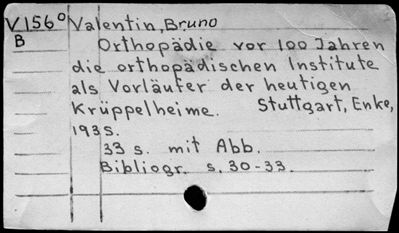 V156° Valentin, Bruno
B Orthopädie vor 100 Jahren
die orthopädischen Institute
als Vorläufer der heutigen
Krüppelheime. Stuttgart, Enke,
1935.
33 s. mit Abb.
Bibliogr. s. 30-33.